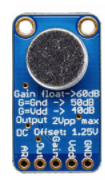 Gain float->60dB
G=Gnd -> 50dB
G=Vdd -> 40dB
Output 2Vpp max
DC Offset: 1.25V
Ar
Out
Gain
Vdd
GND